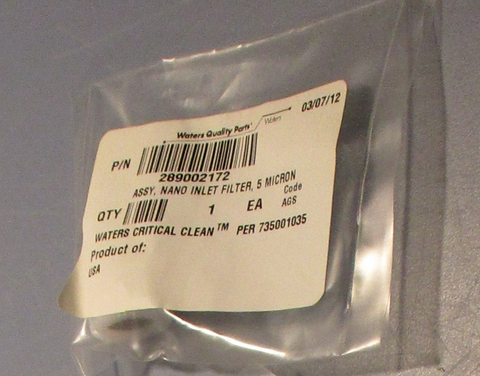 03/07/12
Waters Quality Parts™
Waters
P/N
289002172
ASSY, NANO INLET FILTER, 5 MICRON
QTY 1 EA Code AGS
WATERS CRITICAL CLEAN™ PER 735001035
Product of:
USA